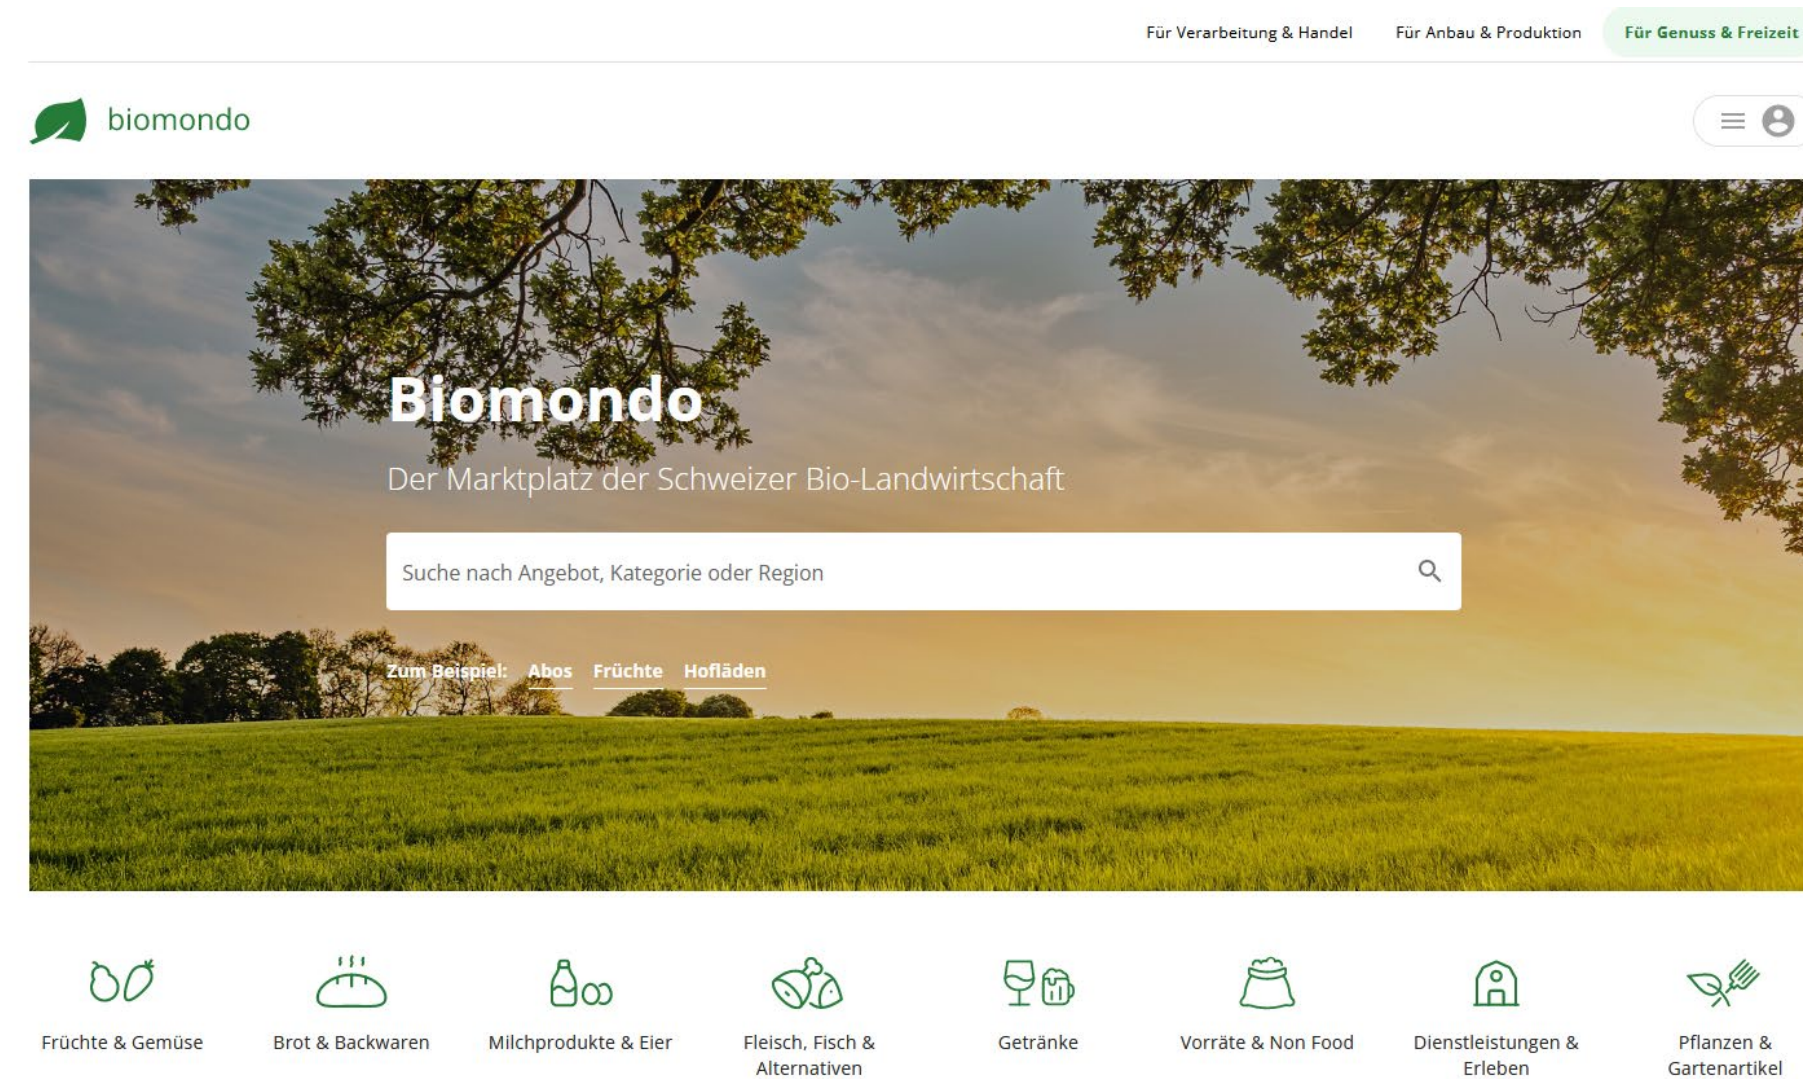 Für Verarbeitung & Handel Für Anbau & Produktion Für Genuss & Freizeit
biomondo
Biomondo
Der Marktplatz der Schweizer Bio-Landwirtschaft
Suche nach Angebot, Kategorie oder Region
Zum Beispiel: Abos Früchte Hofläden
Früchte & Gemüse
Brot & Backwaren
Milchprodukte & Eier
Fleisch, Fisch &
Alternativen
Getränke
Vorräte & Non Food
Dienstleistungen &
Erleben
Pflanzen &
Gartenartikel